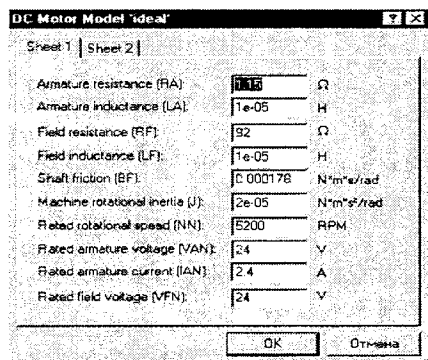 DC Motor Model 'ideal'
Sheet 1 Sheet 2
Armature resistance (RA): Ω
Armature inductance (LA): 1e-05 H
Field resistance (RF): 92 Ω
Field inductance (LF): 1e-05 H
Shaft friction (BF): 0.000178 N*m*s/rad
Machine rotational inertia (J): 2e-05 N*m*s²/rad
Rated rotational speed (NN): 5200 RPM
Rated armature voltage (VAN): 24 V
Rated armature current (IAN): 2.4 A
Rated field voltage (VFN): 24 V
OK Отмена